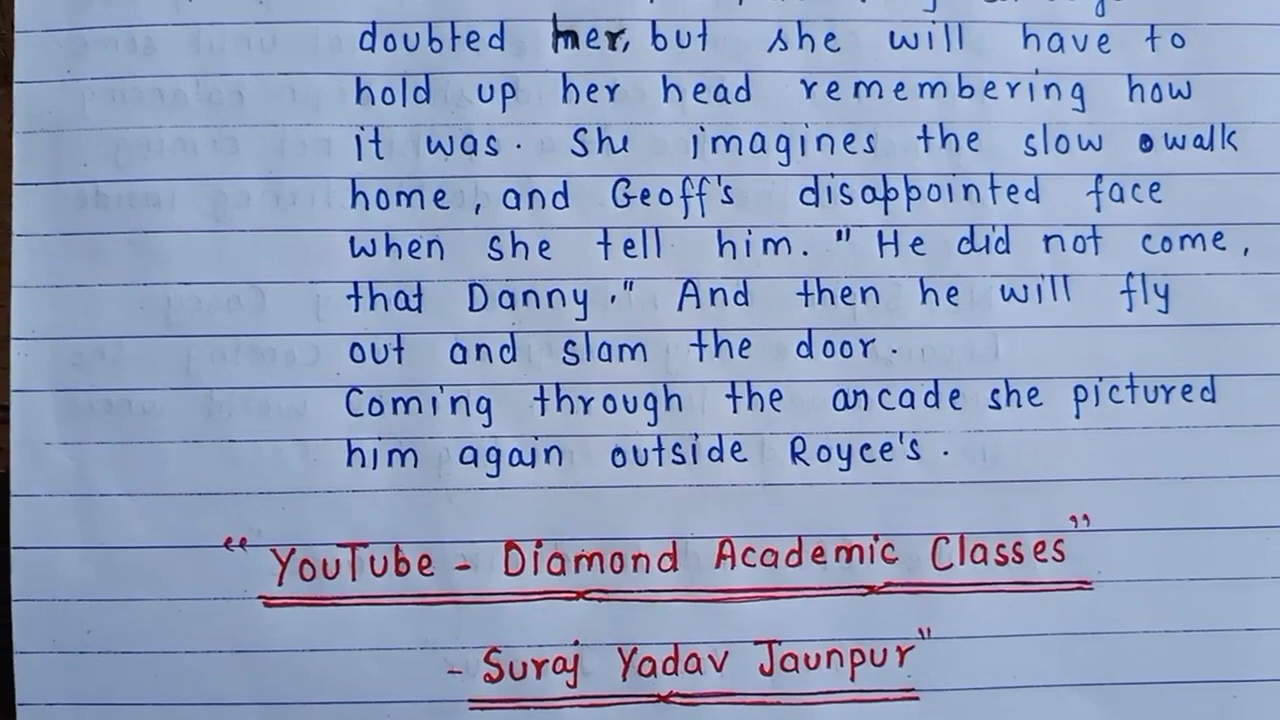 doubted her, but she will have to
hold up her head remembering how
it was. She imagines the slow walk
home, and Geoff's disappointed face
when she tell him. " He did not come,
that Danny." And then he will fly
out and slam the door.
Coming through the arcade she pictured
him again outside Royce's.
" YouTube - Diamond Academic Classes "
- Suraj Yadav Jaunpur"